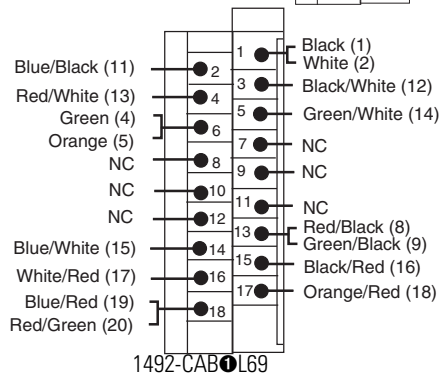 1
Black (1)
White (2)
Blue/Black (11)
2
3
Black/White (12)
Red/White (13)
4
5
Green/White (14)
Green (4)
Orange (5)
6
7
NC
NC
8
9
NC
NC
10
11
NC
NC
12
13
Red/Black (8)
Green/Black (9)
Blue/White (15)
14
15
Black/Red (16)
White/Red (17)
16
17
Orange/Red (18)
Blue/Red (19)
Red/Green (20)
18
1492-CAB❶L69